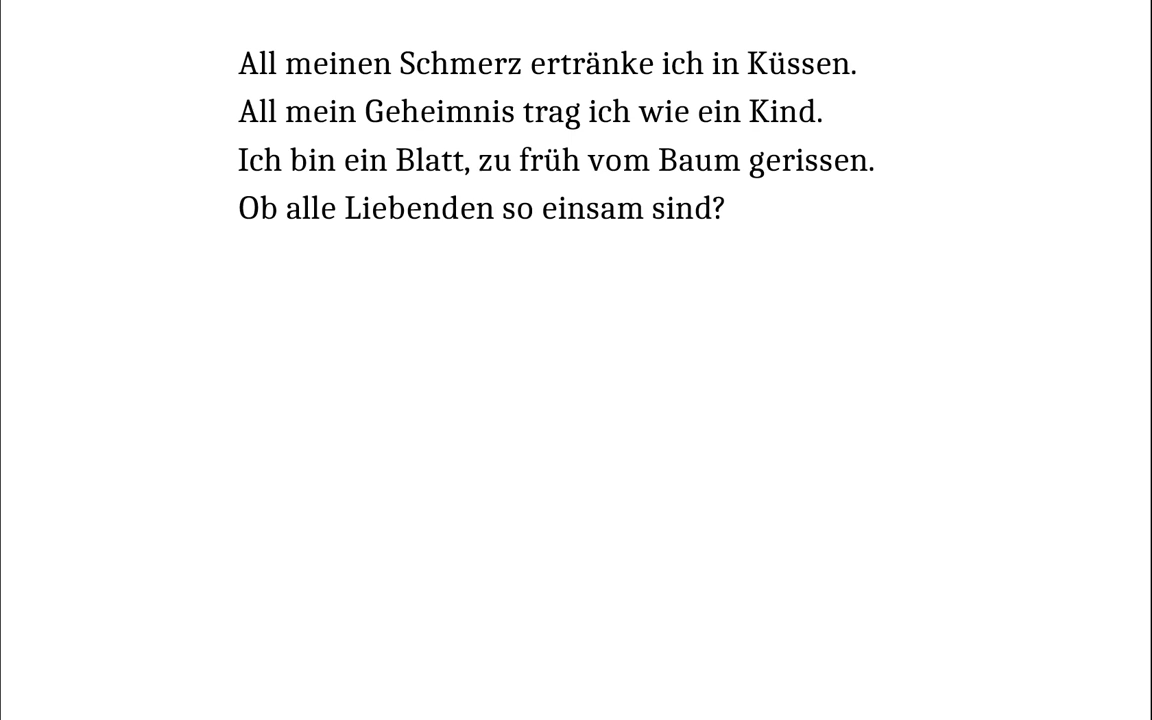 All meinen Schmerz ertränke ich in Küssen.
All mein Geheimnis trag ich wie ein Kind.
Ich bin ein Blatt, zu früh vom Baum gerissen.
Ob alle Liebenden so einsam sind?